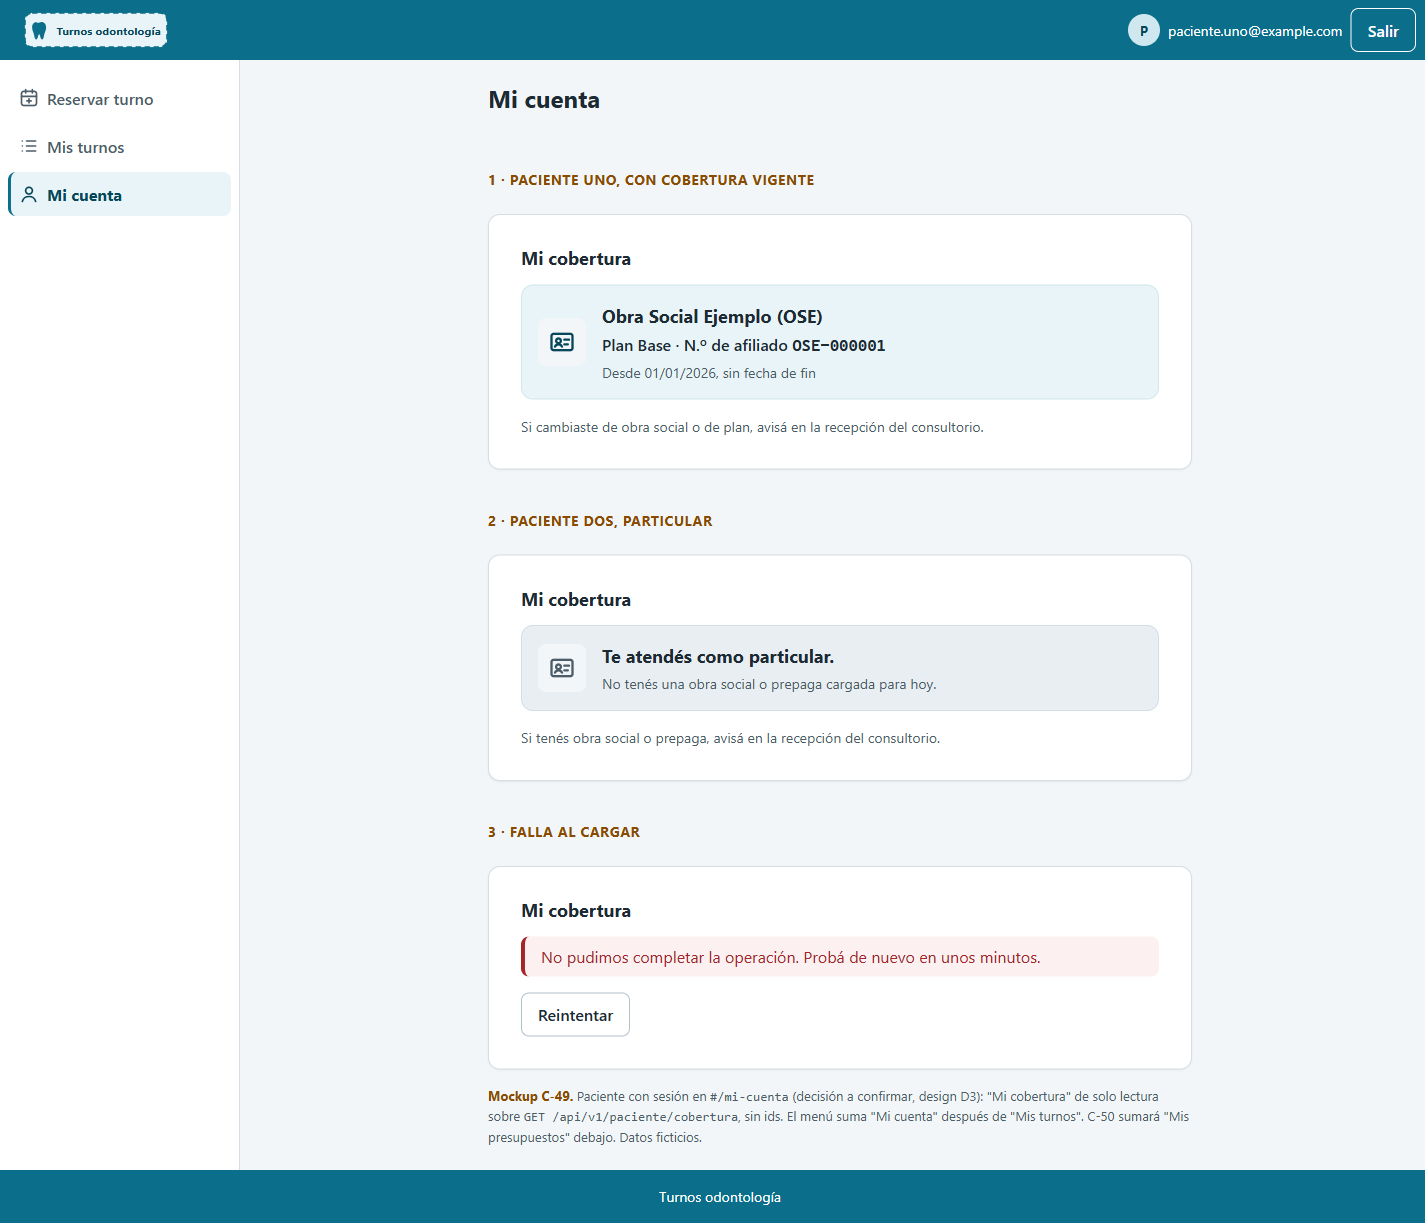 Turnos odontología
P
paciente.uno@example.com
Salir
Reservar turno
Mis turnos
Mi cuenta
Mi cuenta
1 · PACIENTE UNO, CON COBERTURA VIGENTE
Mi cobertura
Obra Social Ejemplo (OSE)
Plan Base · N.º de afiliado OSE-000001
Desde 01/01/2026, sin fecha de fin
Si cambiaste de obra social o de plan, avisá en la recepción del consultorio.
2 · PACIENTE DOS, PARTICULAR
Mi cobertura
Te atendés como particular.
No tenés una obra social o prepaga cargada para hoy.
Si tenés obra social o prepaga, avisá en la recepción del consultorio.
3 · FALLA AL CARGAR
Mi cobertura
No pudimos completar la operación. Probá de nuevo en unos minutos.
Reintentar
Mockup C-49. Paciente con sesión en #/mi-cuenta (decisión a confirmar, design D3): "Mi cobertura" de solo lectura
sobre GET /api/v1/paciente/cobertura, sin ids. El menú suma "Mi cuenta" después de "Mis turnos". C-50 sumará "Mis
presupuestos" debajo. Datos ficticios.
Turnos odontología